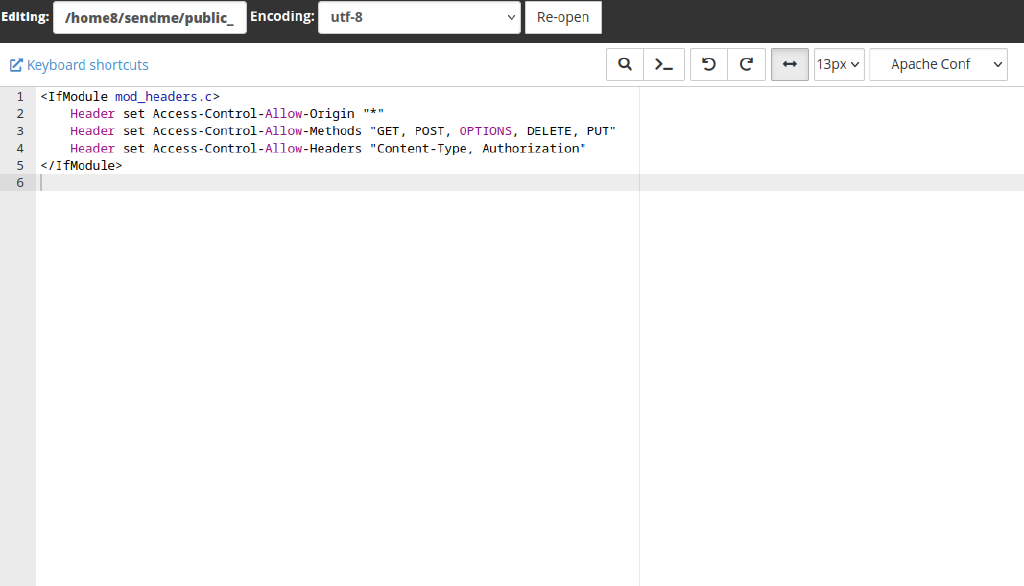 Editing: /home8/sendme/public_ Encoding: utf-8 Re-open
Keyboard shortcuts 13px Apache Conf
1 <IfModule mod_headers.c>
2 Header set Access-Control-Allow-Origin "*"
3 Header set Access-Control-Allow-Methods "GET, POST, OPTIONS, DELETE, PUT"
4 Header set Access-Control-Allow-Headers "Content-Type, Authorization"
5 </IfModule>
6